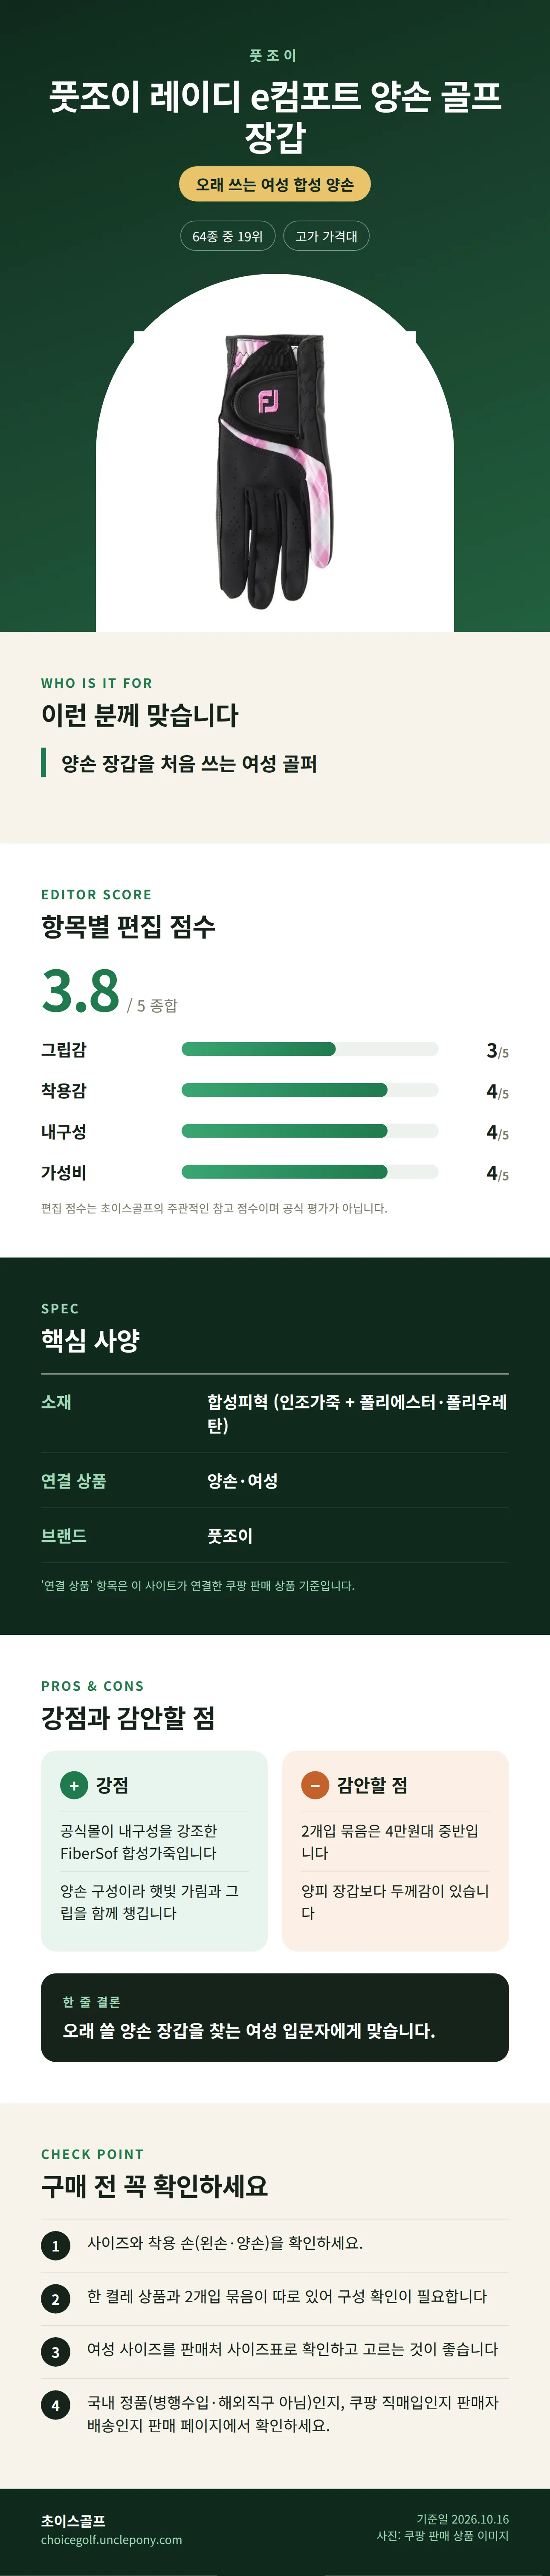 풋조이
풋조이 레이디 e컴포트 양손 골프
장갑
오래 쓰는 여성 합성 양손
64종 중 19위
고가 가격대
FJ
WHO IS IT FOR
이런 분께 맞습니다
양손 장갑을 처음 쓰는 여성 골퍼
EDITOR SCORE
항목별 편집 점수
3.8 / 5 종합
그립감 3/5
착용감 4/5
내구성 4/5
가성비 4/5
편집 점수는 초이스골프의 주관적인 참고 점수이며 공식 평가가 아닙니다.
SPEC
핵심 사양
소재 합성피혁 (인조가죽 + 폴리에스터·폴리우레
탄)
연결 상품 양손·여성
브랜드 풋조이
'연결 상품' 항목은 이 사이트가 연결한 쿠팡 판매 상품 기준입니다.
PROS & CONS
강점과 감안할 점
+ 강점
공식몰이 내구성을 강조한
FiberSof 합성가죽입니다
양손 구성이라 햇빛 가림과 그
립을 함께 챙깁니다
− 감안할 점
2개입 묶음은 4만원대 중반입
니다
양피 장갑보다 두께감이 있습니
다
한 줄 결론
오래 쓸 양손 장갑을 찾는 여성 입문자에게 맞습니다.
CHECK POINT
구매 전 꼭 확인하세요
1 사이즈와 착용 손(왼손·양손)을 확인하세요.
2 한 켤레 상품과 2개입 묶음이 따로 있어 구성 확인이 필요합니다
3 여성 사이즈를 판매처 사이즈표로 확인하고 고르는 것이 좋습니다
4 국내 정품(병행수입·해외직구 아님)인지, 쿠팡 직매입인지 판매자
배송인지 판매 페이지에서 확인하세요.
초이스골프
choicegolf.unclepony.com
기준일 2026.10.16
사진: 쿠팡 판매 상품 이미지